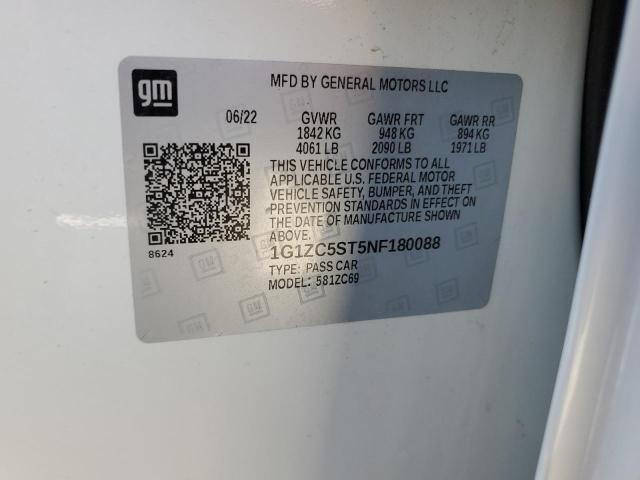 gm
MFD BY GENERAL MOTORS LLC
06/22 GVWR GAWR FRT GAWR RR
1842 KG 948 KG 894 KG
4061 LB 2090 LB 1971 LB
THIS VEHICLE CONFORMS TO ALL
APPLICABLE U.S. FEDERAL MOTOR
VEHICLE SAFETY, BUMPER, AND THEFT
PREVENTION STANDARDS IN EFFECT ON
THE DATE OF MANUFACTURE SHOWN
ABOVE.
8624
1G1ZC5ST5NF180088
TYPE: PASS CAR
MODEL: 581ZC69